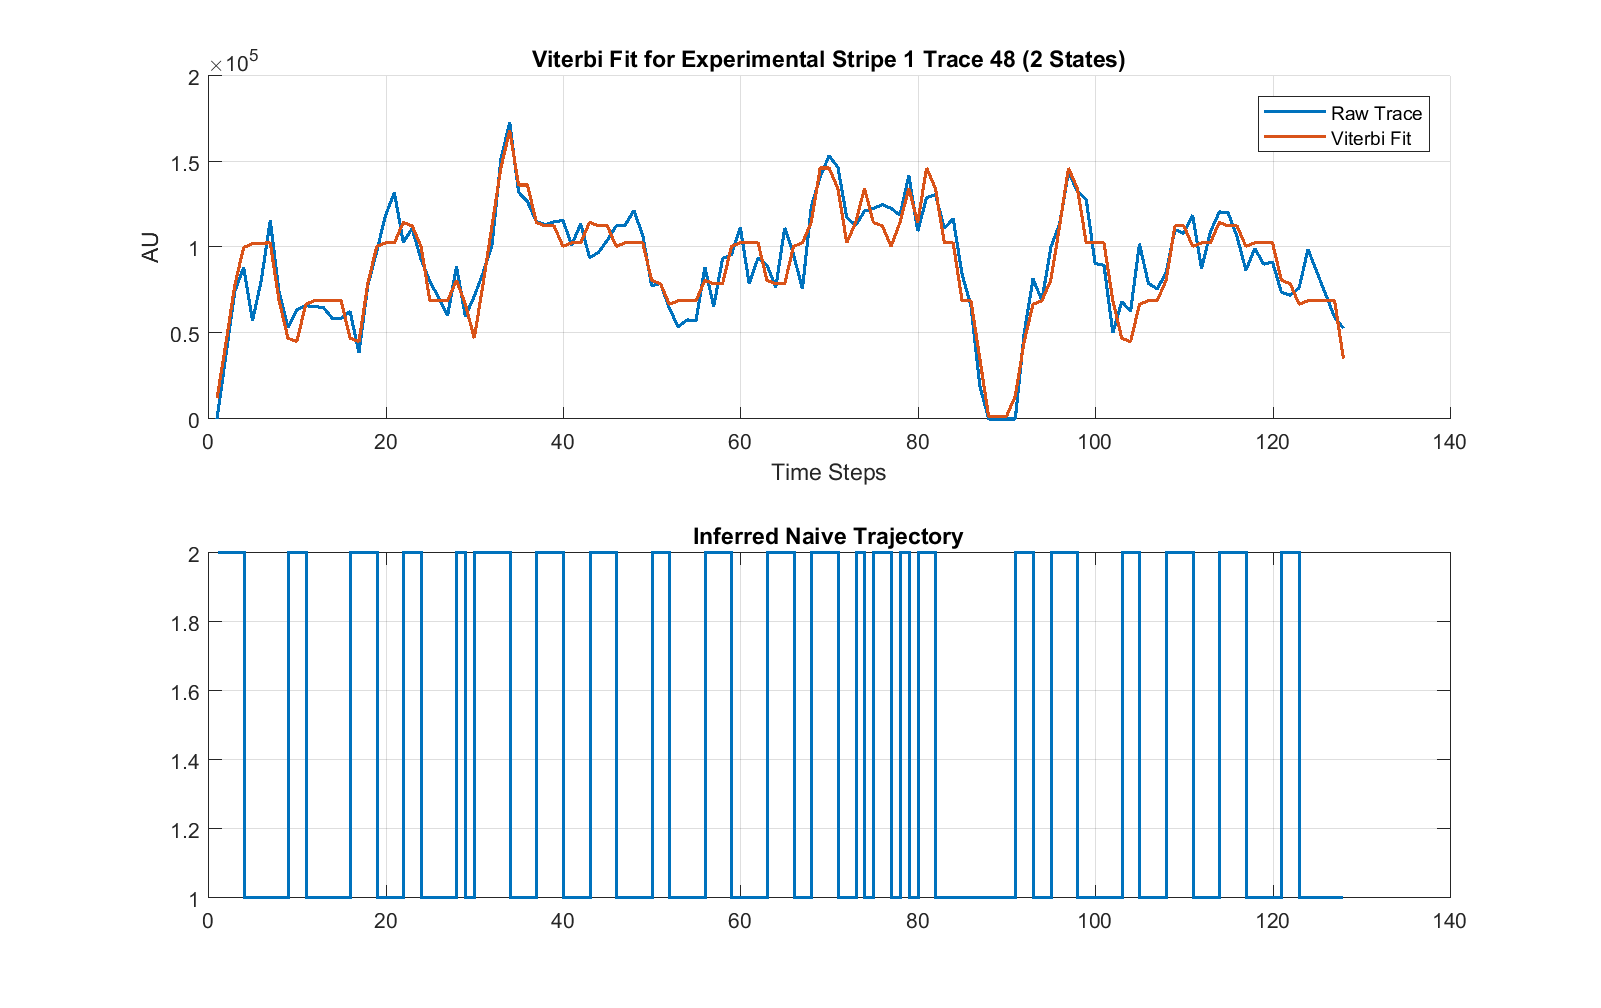 Viterbi Fit for Experimental Stripe 1 Trace 48 (2 States)
×10^5
2
1.5
1
0.5
0
AU
Raw Trace
Viterbi Fit
0 20 40 60 80 100 120 140
Time Steps
Inferred Naive Trajectory
2
1.8
1.6
1.4
1.2
1
0 20 40 60 80 100 120 140